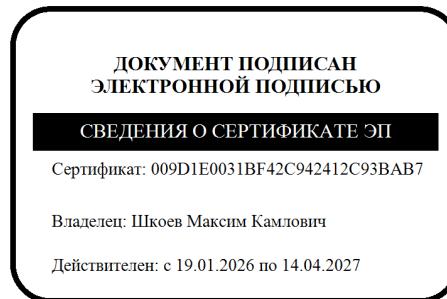 ДОКУМЕНТ ПОДПИСАН
ЭЛЕКТРОННОЙ ПОДПИСЬЮ
СВЕДЕНИЯ О СЕРТИФИКАТЕ ЭП
Сертификат: 009D1E0031BF42C942412C93BAB7
Владелец: Шкоев Максим Камлович
Действителен: с 19.01.2026 по 14.04.2027